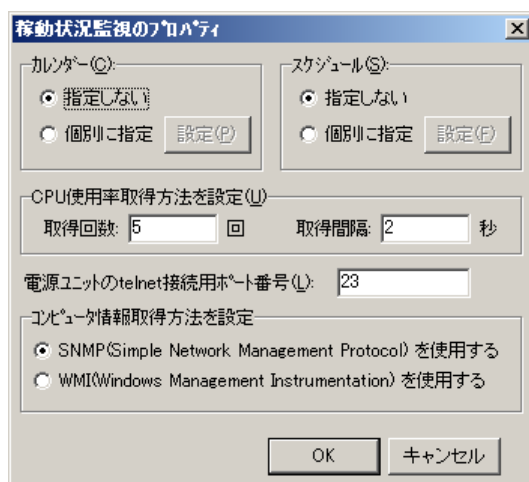 稼動状況監視のﾌﾟﾛﾊﾟﾃｨ
ｶﾚﾝﾀﾞｰ(C):
指定しない
個別に指定 設定(P)
ｽｹｼﾞｭｰﾙ(S):
指定しない
個別に指定 設定(F)
CPU使用率取得方法を設定(U)
取得回数: 5 回 取得間隔: 2 秒
電源ﾕﾆｯﾄのtelnet接続用ﾎﾟｰﾄ番号(L): 23
ｺﾝﾋﾟｭｰﾀ情報取得方法を設定
SNMP(Simple Network Management Protocol) を使用する
WMI(Windows Management Instrumentation) を使用する
OK キャンセル